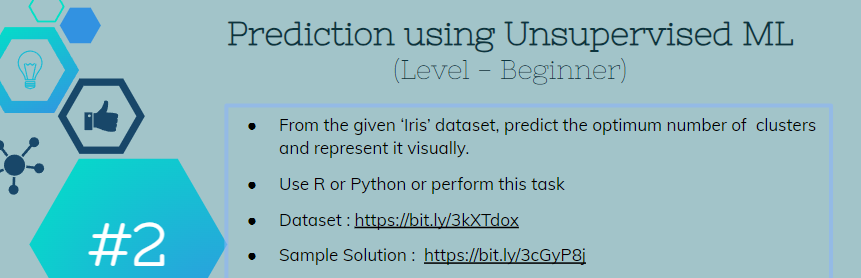 Prediction using Unsupervised ML
(Level – Beginner)
● From the given ‘Iris’ dataset, predict the optimum number of clusters
and represent it visually.
● Use R or Python or perform this task
● Dataset : https://bit.ly/3kXTdox
● Sample Solution : https://bit.ly/3cGyP8j
#2